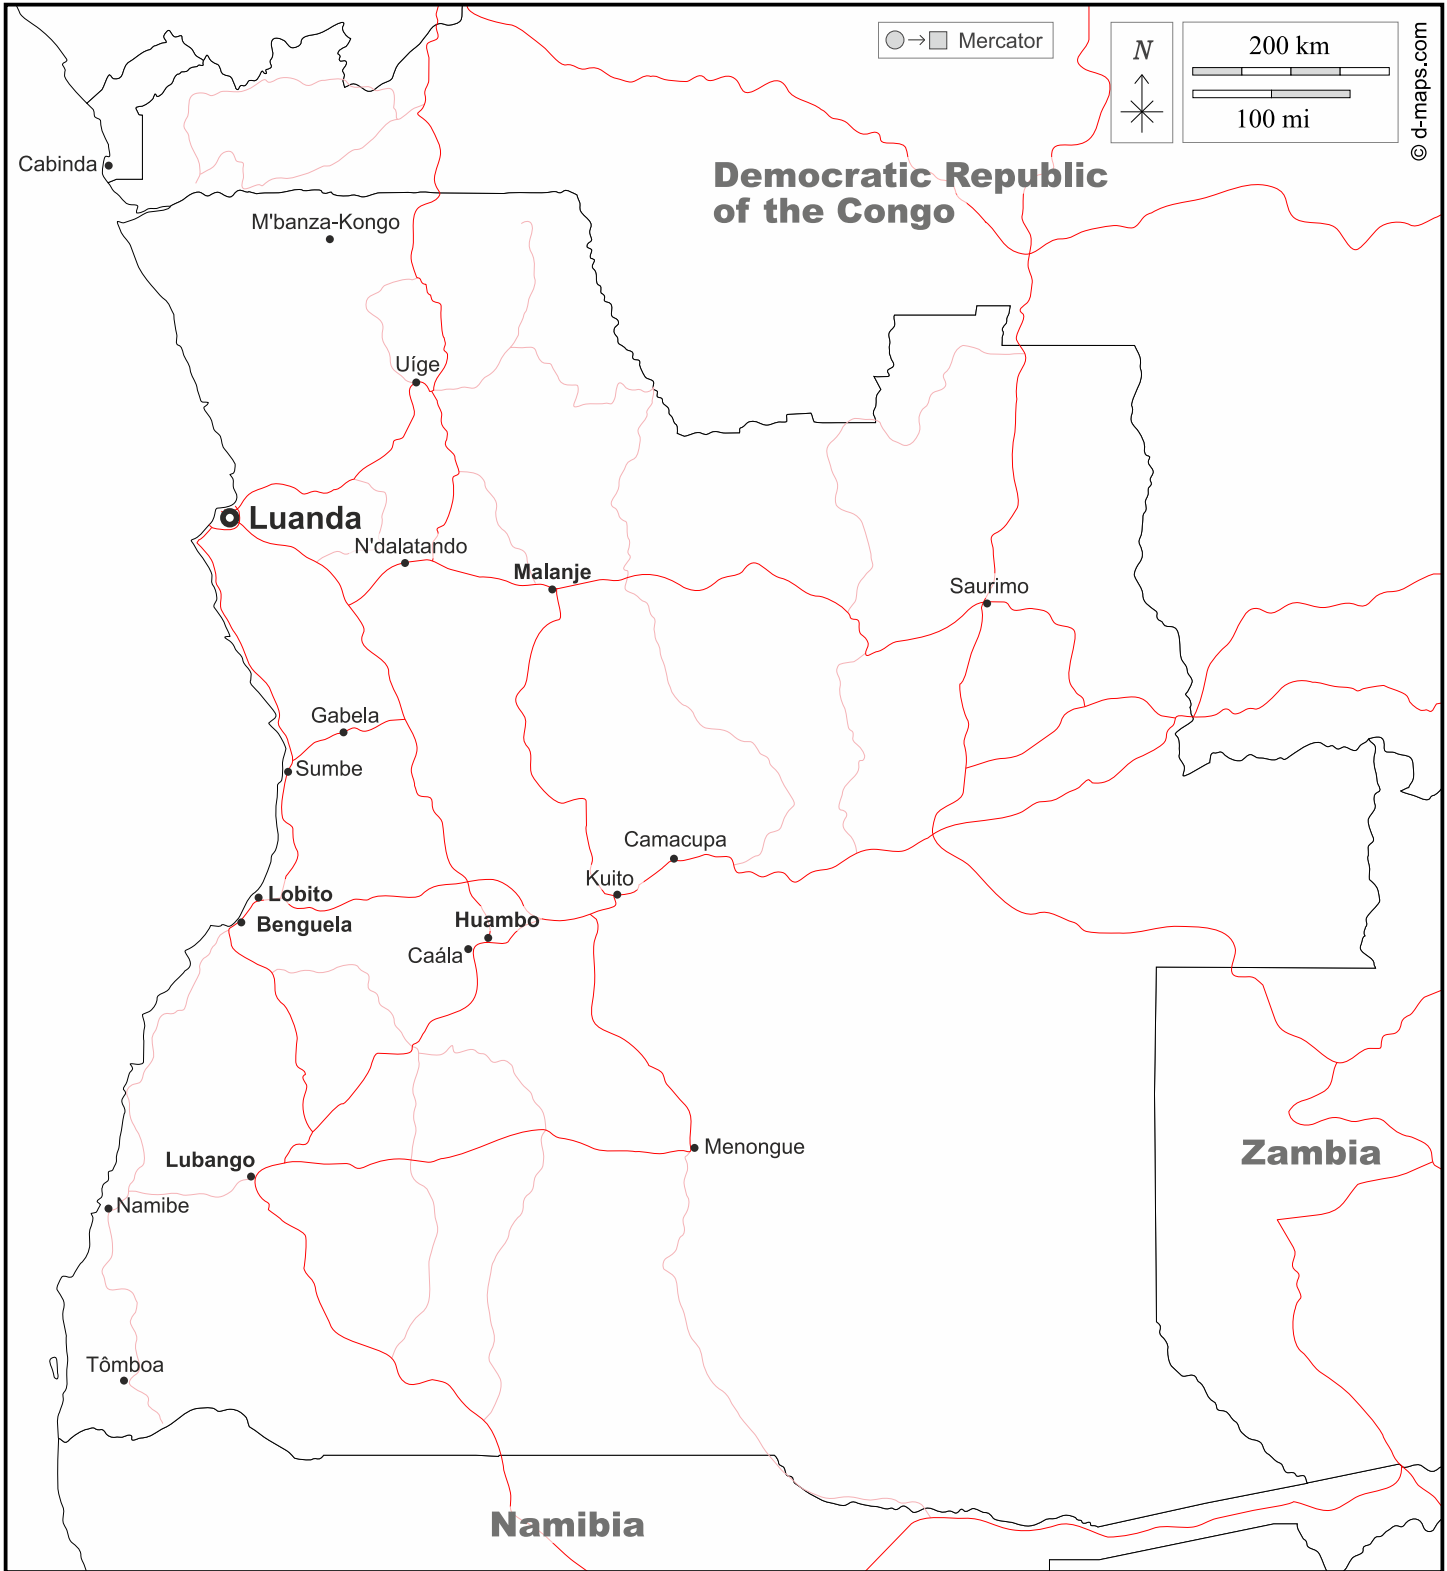 Mercator
N
200 km
100 mi
© d-maps.com
Cabinda
Democratic Republic
of the Congo
M'banza-Kongo
Uíge
Luanda
N'dalatando
Malanje
Saurimo
Gabela
Sumbe
Camacupa
Kuito
Lobito
Benguela
Huambo
Caála
Menongue
Zambia
Lubango
Namibe
Tômboa
Namibia